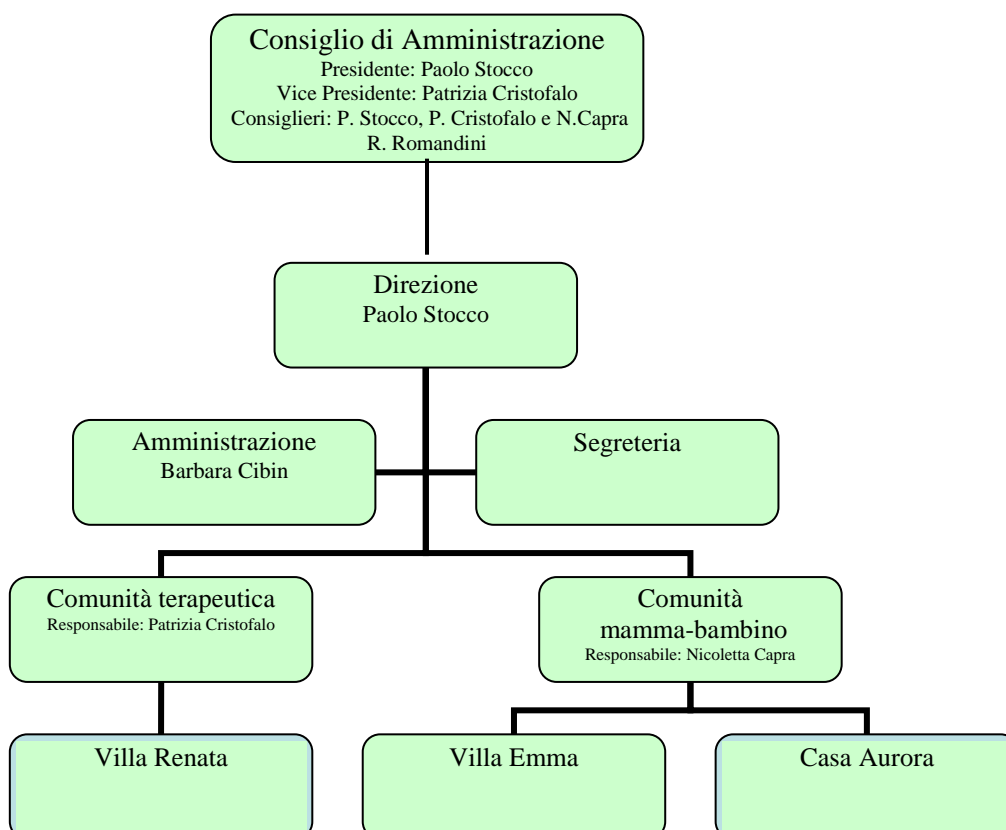 Consiglio di Amministrazione
Presidente: Paolo Stocco
Vice Presidente: Patrizia Cristofalo
Consiglieri: P. Stocco, P. Cristofalo e N.Capra
R. Romandini
Direzione
Paolo Stocco
Amministrazione
Barbara Cibin
Segreteria
Comunità terapeutica
Responsabile: Patrizia Cristofalo
Comunità
mamma-bambino
Responsabile: Nicoletta Capra
Villa Renata
Villa Emma
Casa Aurora